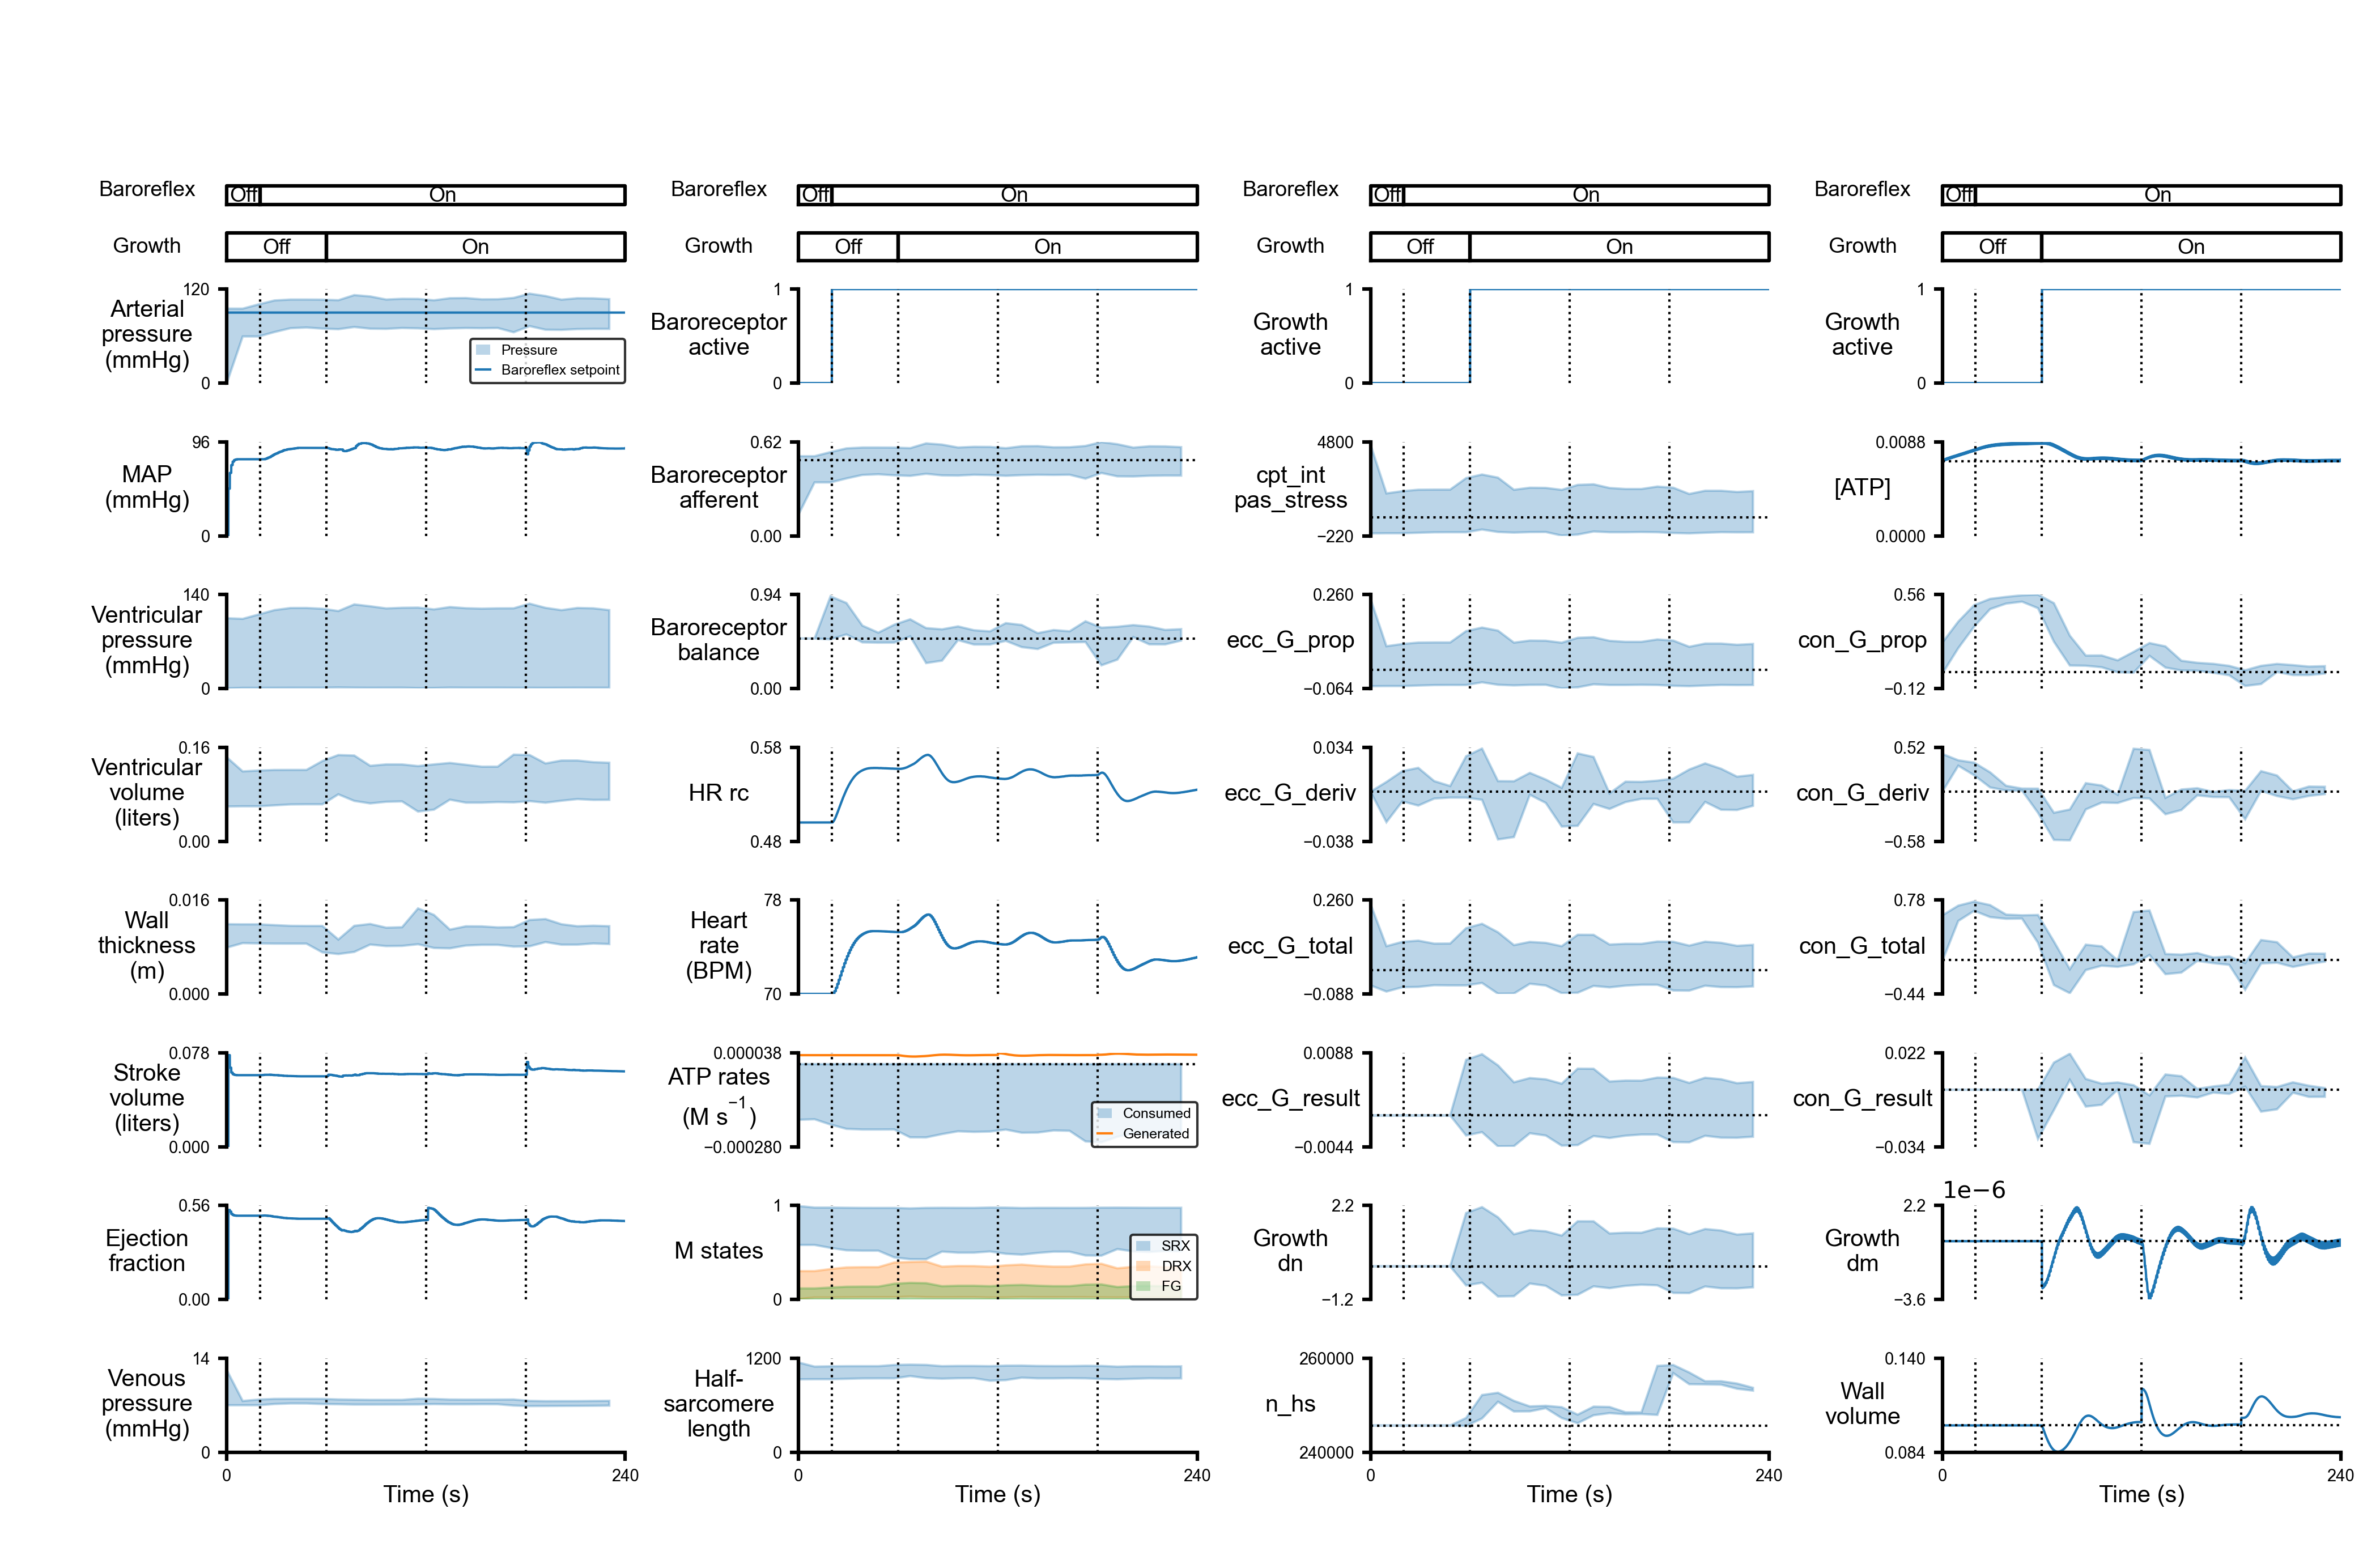 Baroreflex Off On
Growth Off On
Arterial
pressure
(mmHg)
120
0
Pressure
Baroreflex setpoint
MAP
(mmHg)
96
0
Ventricular
pressure
(mmHg)
140
0
Ventricular
volume
(liters)
0.16
0.00
Wall
thickness
(m)
0.016
0.000
Stroke
volume
(liters)
0.078
0.000
Ejection
fraction
0.56
0.00
Venous
pressure
(mmHg)
14
0
0 240
Time (s)
Baroreflex Off On
Growth Off On
Baroreceptor
active
1
0
Baroreceptor
afferent
0.62
0.00
Baroreceptor
balance
0.94
0.00
HR rc
0.58
0.48
Heart
rate
(BPM)
78
70
ATP rates
(M s⁻¹)
0.000038
−0.000280
Consumed
Generated
M states
1
0
SRX
DRX
FG
Half-
sarcomere
length
1200
0
0 240
Time (s)
Baroreflex Off On
Growth Off On
Growth
active
1
0
cpt_int
pas_stress
4800
−220
ecc_G_prop
0.260
−0.064
ecc_G_deriv
0.034
−0.038
ecc_G_total
0.260
−0.088
ecc_G_result
0.0088
−0.0044
Growth
dn
2.2
−1.2
n_hs
260000
240000
0 240
Time (s)
Baroreflex Off On
Growth Off On
Growth
active
1
0
[ATP]
0.0088
0.0000
con_G_prop
0.56
−0.12
con_G_deriv
0.52
−0.58
con_G_total
0.78
−0.44
con_G_result
0.022
−0.034
1e−6
Growth
dm
2.2
−3.6
Wall
volume
0.140
0.084
0 240
Time (s)